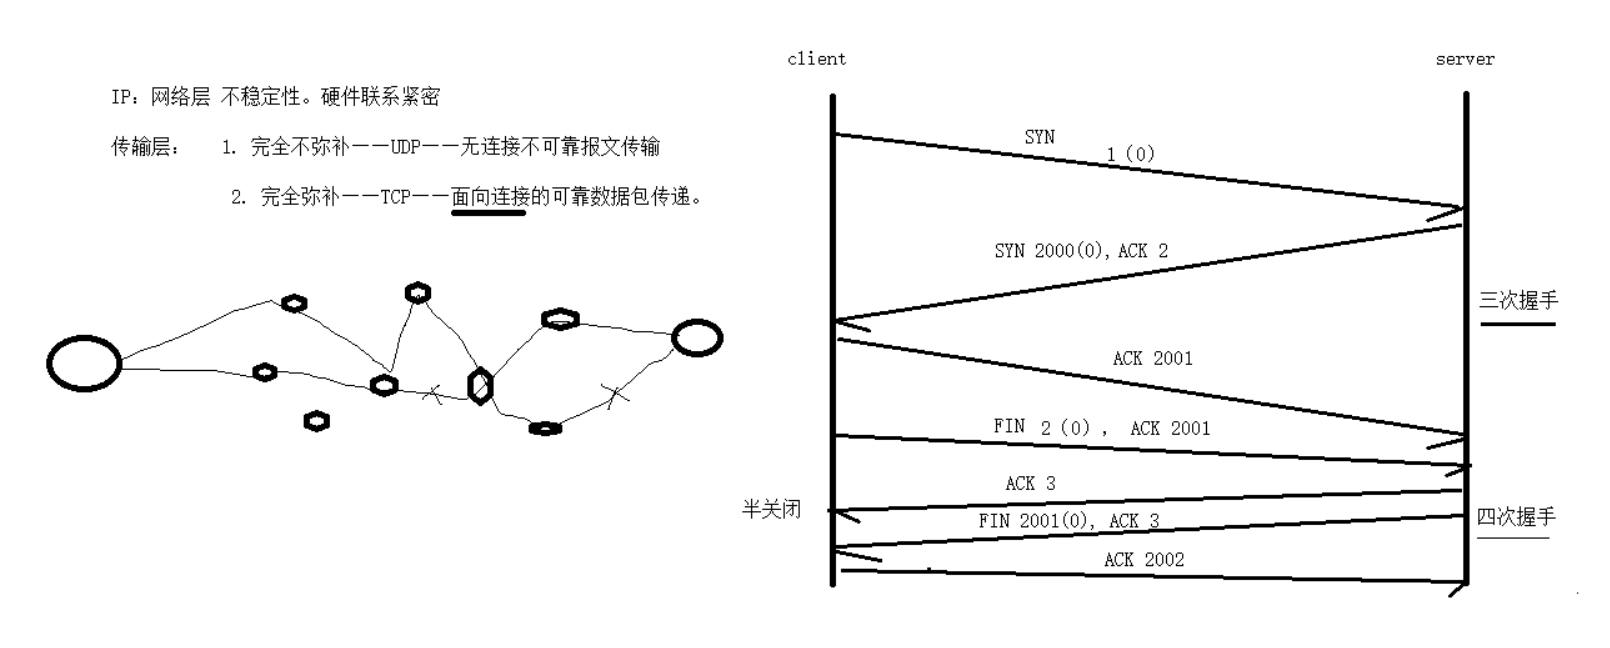 IP: 网络层 不稳定性。硬件联系紧密
传输层: 1. 完全不弥补——UDP——无连接不可靠报文传输
2. 完全弥补——TCP——面向连接的可靠数据包传递。
client
server
SYN
1 (0)
SYN 2000(0), ACK 2
三次握手
ACK 2001
FIN 2 (0) , ACK 2001
ACK 3
半关闭
FIN 2001(0), ACK 3
四次握手
ACK 2002